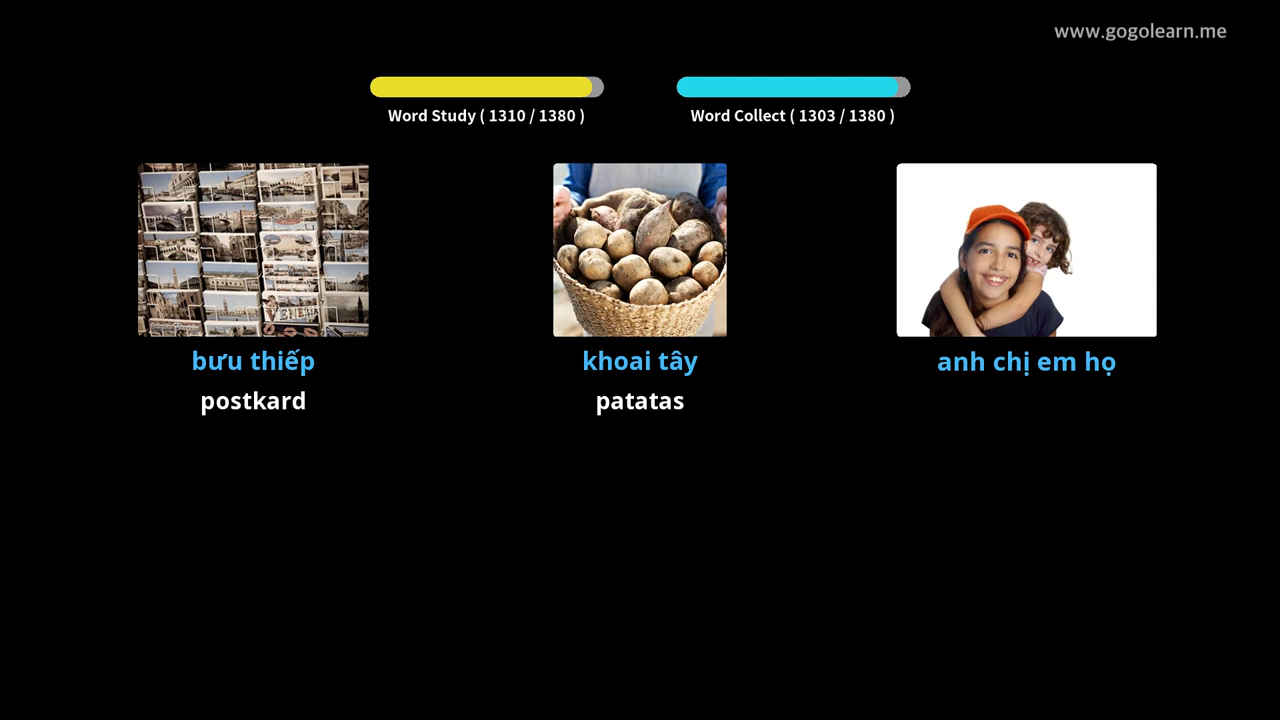 www.gogolearn.me
Word Study ( 1310 / 1380 )
Word Collect ( 1303 / 1380 )
bưu thiếp
khoai tây
anh chị em họ
postkard
patatas